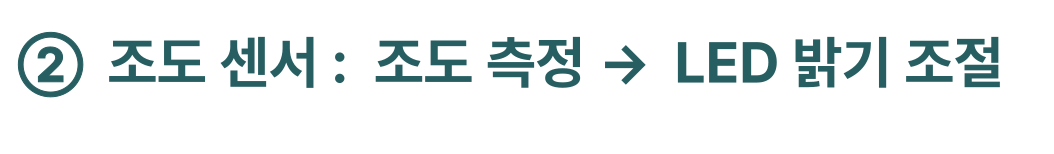 ② 조도 센서 : 조도 측정 → LED 밝기 조절